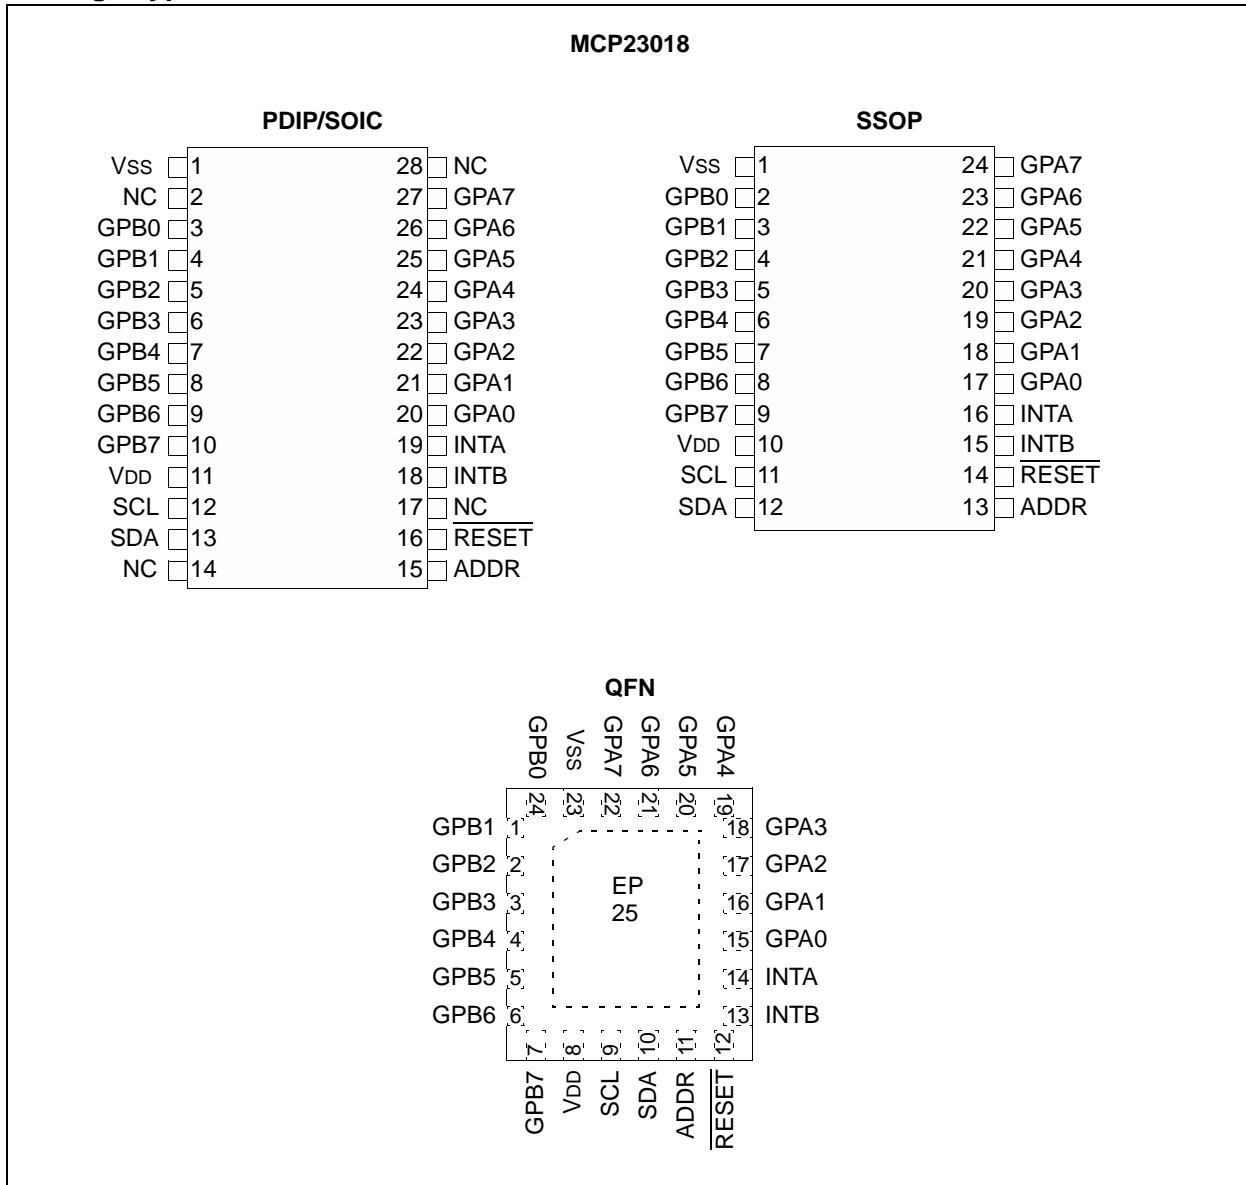 MCP23018
PDIP/SOIC
VSS 1 28 NC
NC 2 27 GPA7
GPB0 3 26 GPA6
GPB1 4 25 GPA5
GPB2 5 24 GPA4
GPB3 6 23 GPA3
GPB4 7 22 GPA2
GPB5 8 21 GPA1
GPB6 9 20 GPA0
GPB7 10 19 INTA
VDD 11 18 INTB
SCL 12 17 NC
SDA 13 16 RESET
NC 14 15 ADDR
SSOP
VSS 1 24 GPA7
GPB0 2 23 GPA6
GPB1 3 22 GPA5
GPB2 4 21 GPA4
GPB3 5 20 GPA3
GPB4 6 19 GPA2
GPB5 7 18 GPA1
GPB6 8 17 GPA0
GPB7 9 16 INTA
VDD 10 15 INTB
SCL 11 14 RESET
SDA 12 13 ADDR
QFN
GPB0 VSS GPA7 GPA6 GPA5 GPA4
24 23 22 21 20 19
GPB1 1 18 GPA3
GPB2 2 17 GPA2
GPB3 3 16 GPA1
GPB4 4 15 GPA0
GPB5 5 14 INTA
GPB6 6 13 INTB
EP
25
7 8 9 10 11 12
GPB7 VDD SCL SDA ADDR RESET